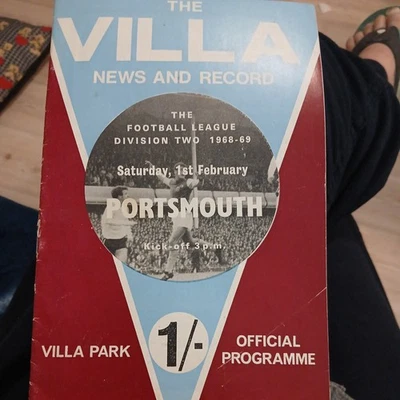 THE
VILLA
NEWS AND RECORD
THE
FOOTBALL LEAGUE
DIVISION TWO 1968-69
Saturday, 1st February
PORTSMOUTH
Kick-off 3 p.m.
VILLA PARK
1/-
OFFICIAL
PROGRAMME